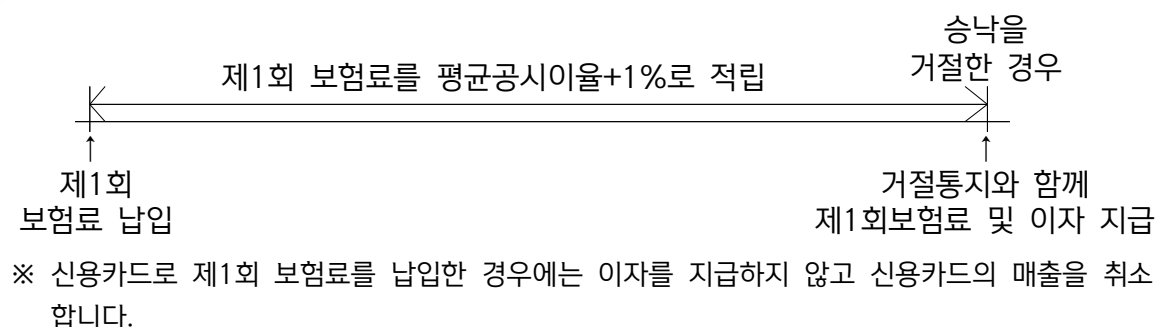 승낙을
거절한 경우
제1회 보험료를 평균공시이율+1%로 적립
제1회
보험료 납입
거절통지와 함께
제1회보험료 및 이자 지급
※ 신용카드로 제1회 보험료를 납입한 경우에는 이자를 지급하지 않고 신용카드의 매출을 취소
합니다.